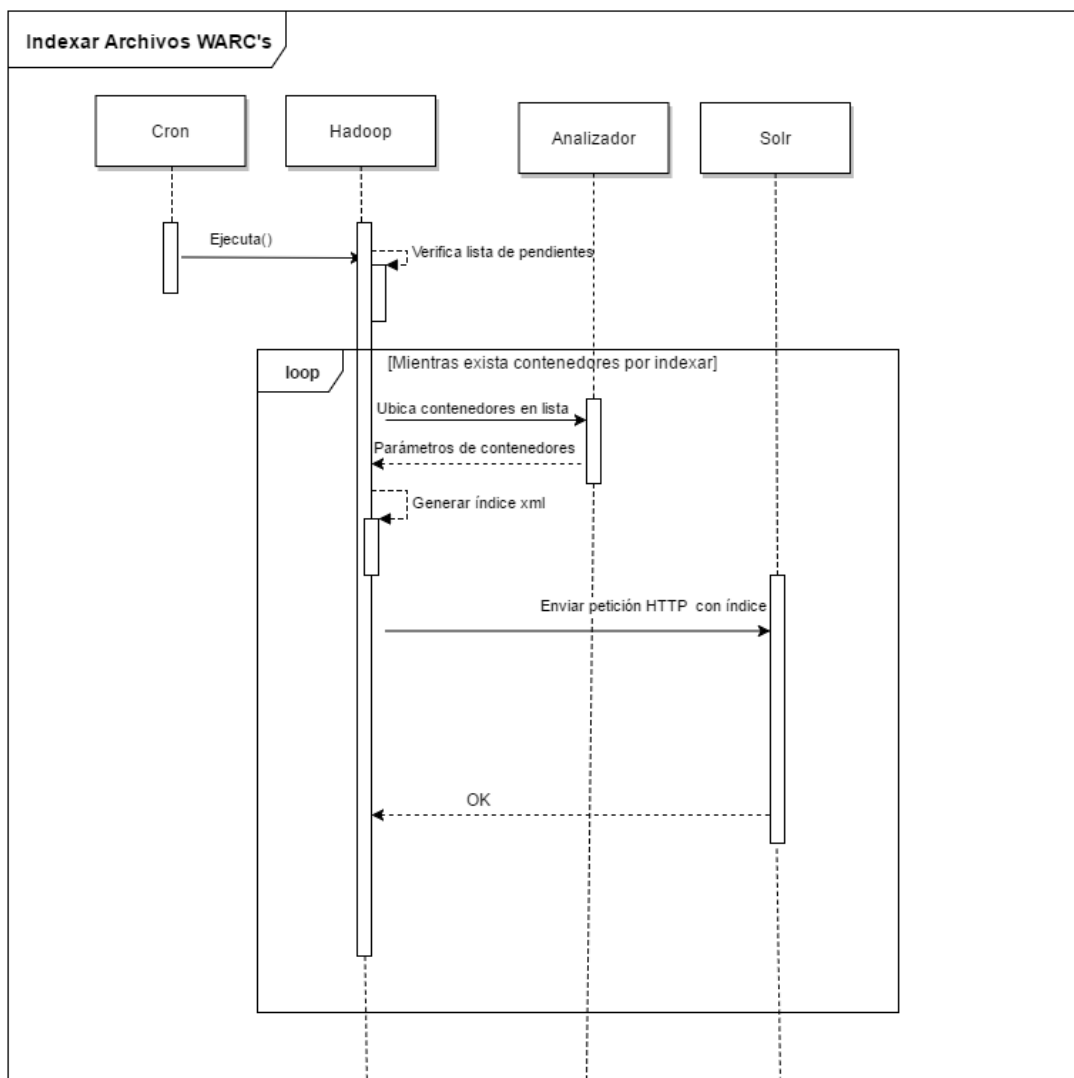 Indexar Archivos WARC's
Cron
Hadoop
Analizador
Solr
Ejecuta()
Verifica lista de pendientes
loop
[Mientras exista contenedores por indexar]
Ubica contenedores en lista
Parámetros de contenedores
Generar índice xml
Enviar petición HTTP con índice
OK